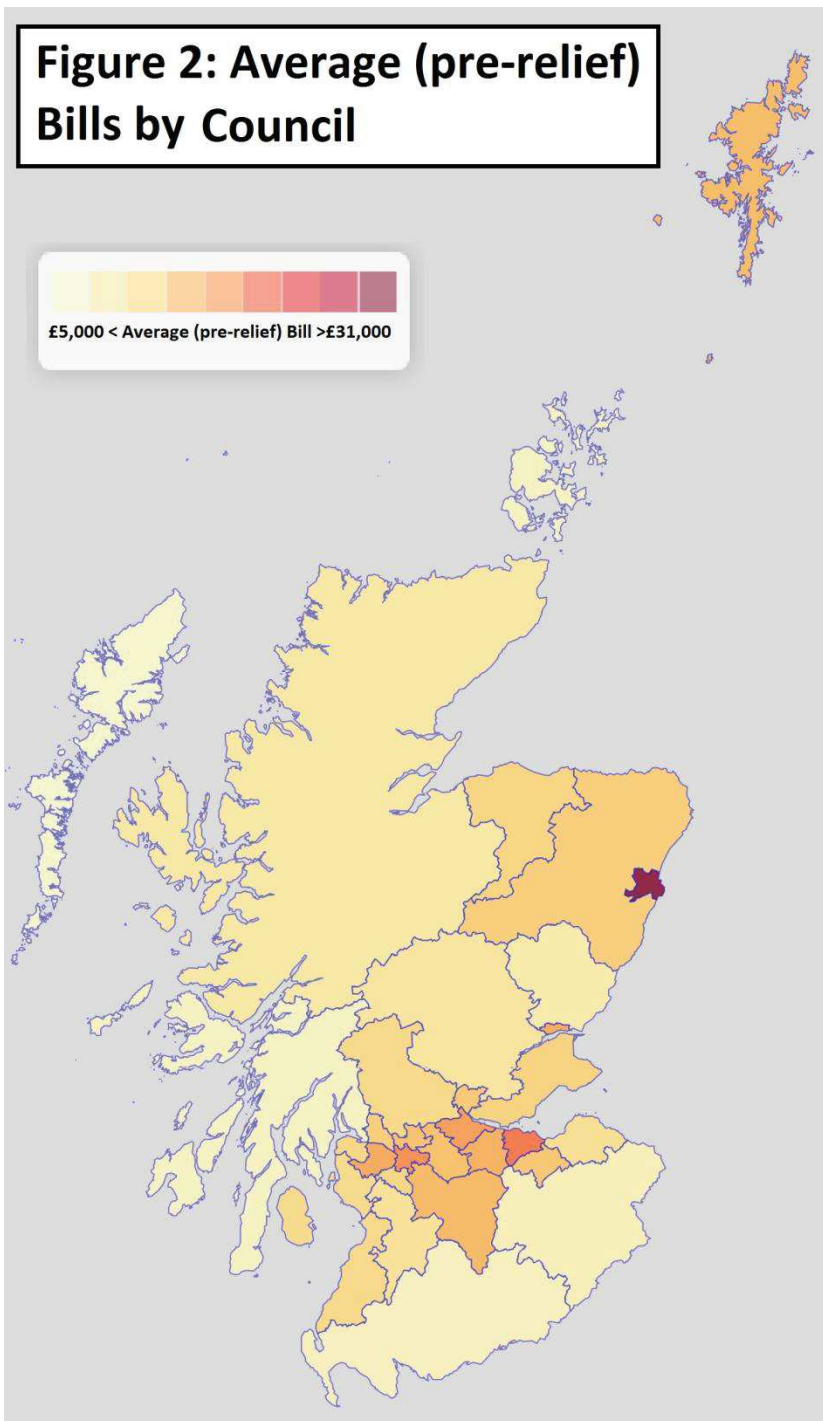 Figure 2: Average (pre-relief)
Bills by Council
£5,000 < Average (pre-relief) Bill >£31,000